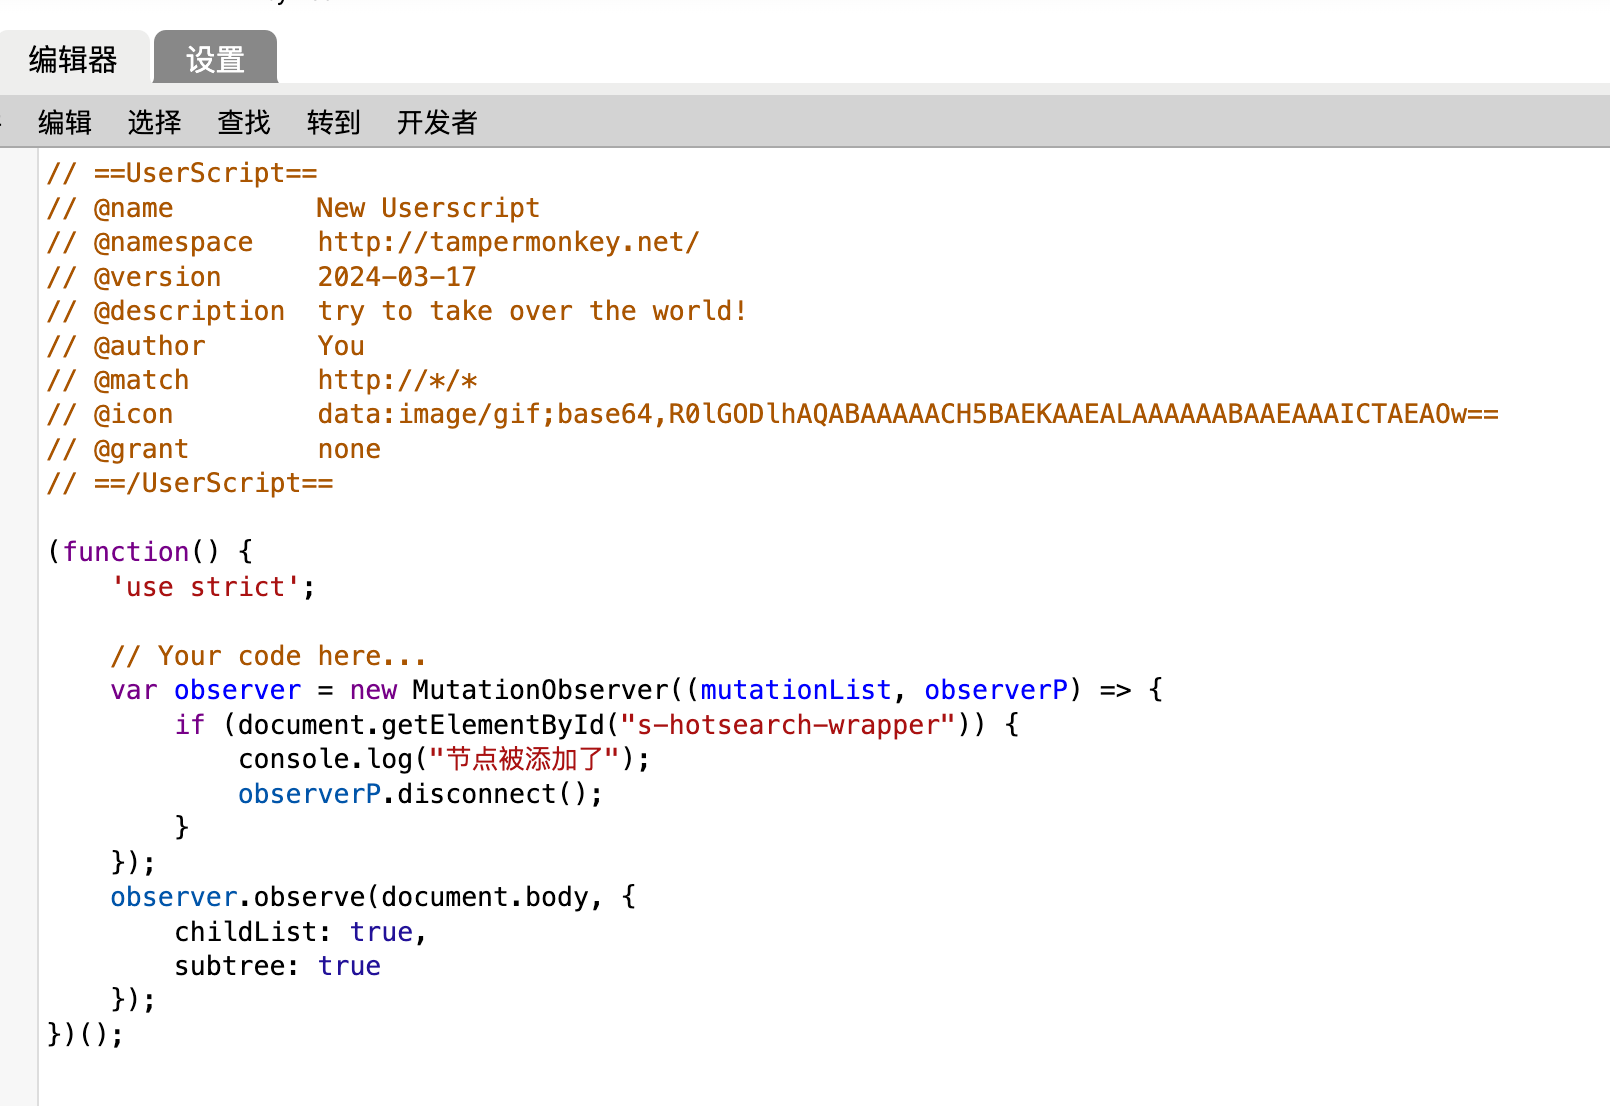 编辑器 设置
编辑 选择 查找 转到 开发者
// ==UserScript==
// @name         New Userscript
// @namespace    http://tampermonkey.net/
// @version      2024-03-17
// @description  try to take over the world!
// @author       You
// @match        http://*/*
// @icon         data:image/gif;base64,R0lGODlhAQABAAAAACH5BAEKAAEALAAAAAABAAEAAAICTAEAOw==
// @grant        none
// ==/UserScript==
(function() {
    'use strict';
    // Your code here...
    var observer = new MutationObserver((mutationList, observerP) => {
        if (document.getElementById("s-hotsearch-wrapper")) {
            console.log("节点被添加了");
            observerP.disconnect();
        }
    });
    observer.observe(document.body, {
        childList: true,
        subtree: true
    });
})();